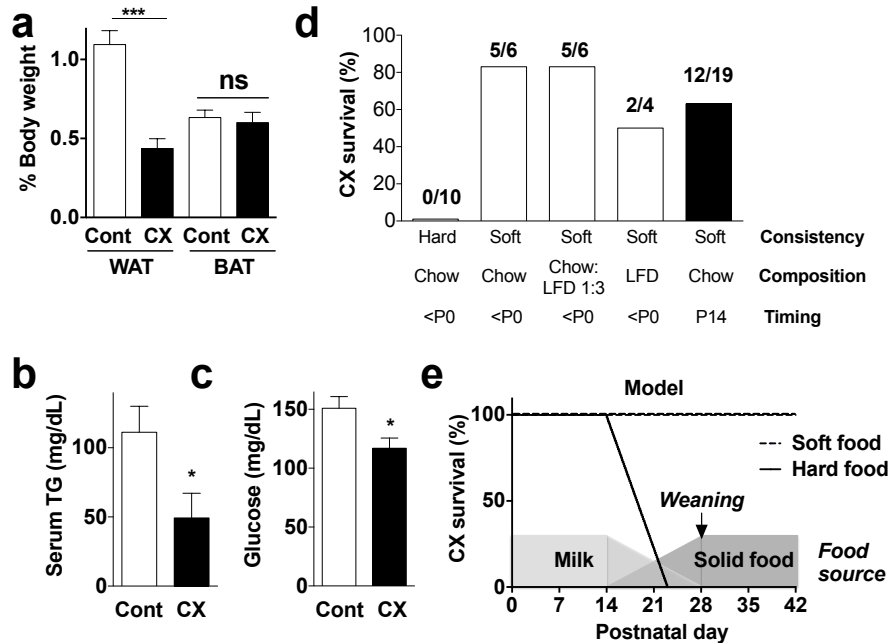 a
***
ns
% Body weight
1.0
0.5
0.0
Cont CX Cont CX
WAT BAT
d
CX survival (%)
100
80
60
40
20
0
0/10
5/6
5/6
2/4
12/19
Hard Soft Soft Soft Soft Consistency
Chow Chow Chow: LFD Chow Composition
LFD 1:3
<P0 <P0 <P0 <P0 P14 Timing
b
Serum TG (mg/dL)
100
50
0
*
Cont CX
c
Glucose (mg/dL)
150
100
50
0
*
Cont CX
e
Model
CX survival (%)
100
50
0
Soft food
Hard food
Weaning
Milk
Solid food
Food
source
0 7 14 21 28 35 42
Postnatal day